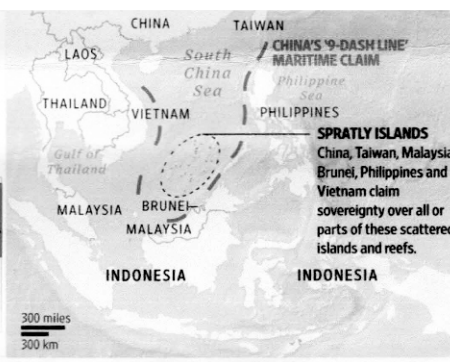 CHINA
TAIWAN
LAOS
South
China
Sea
CHINA'S '9-DASH LINE'
MARITIME CLAIM
Philippine
Sea
THAILAND
VIETNAM
PHILIPPINES
Gulf of
Thailand
SPRATLY ISLANDS
China, Taiwan, Malaysia
Brunei, Philippines and
Vietnam claim
sovereignty over all or
parts of these scattered
islands and reefs.
MALAYSIA
BRUNEI
MALAYSIA
INDONESIA
INDONESIA
300 miles
300 km